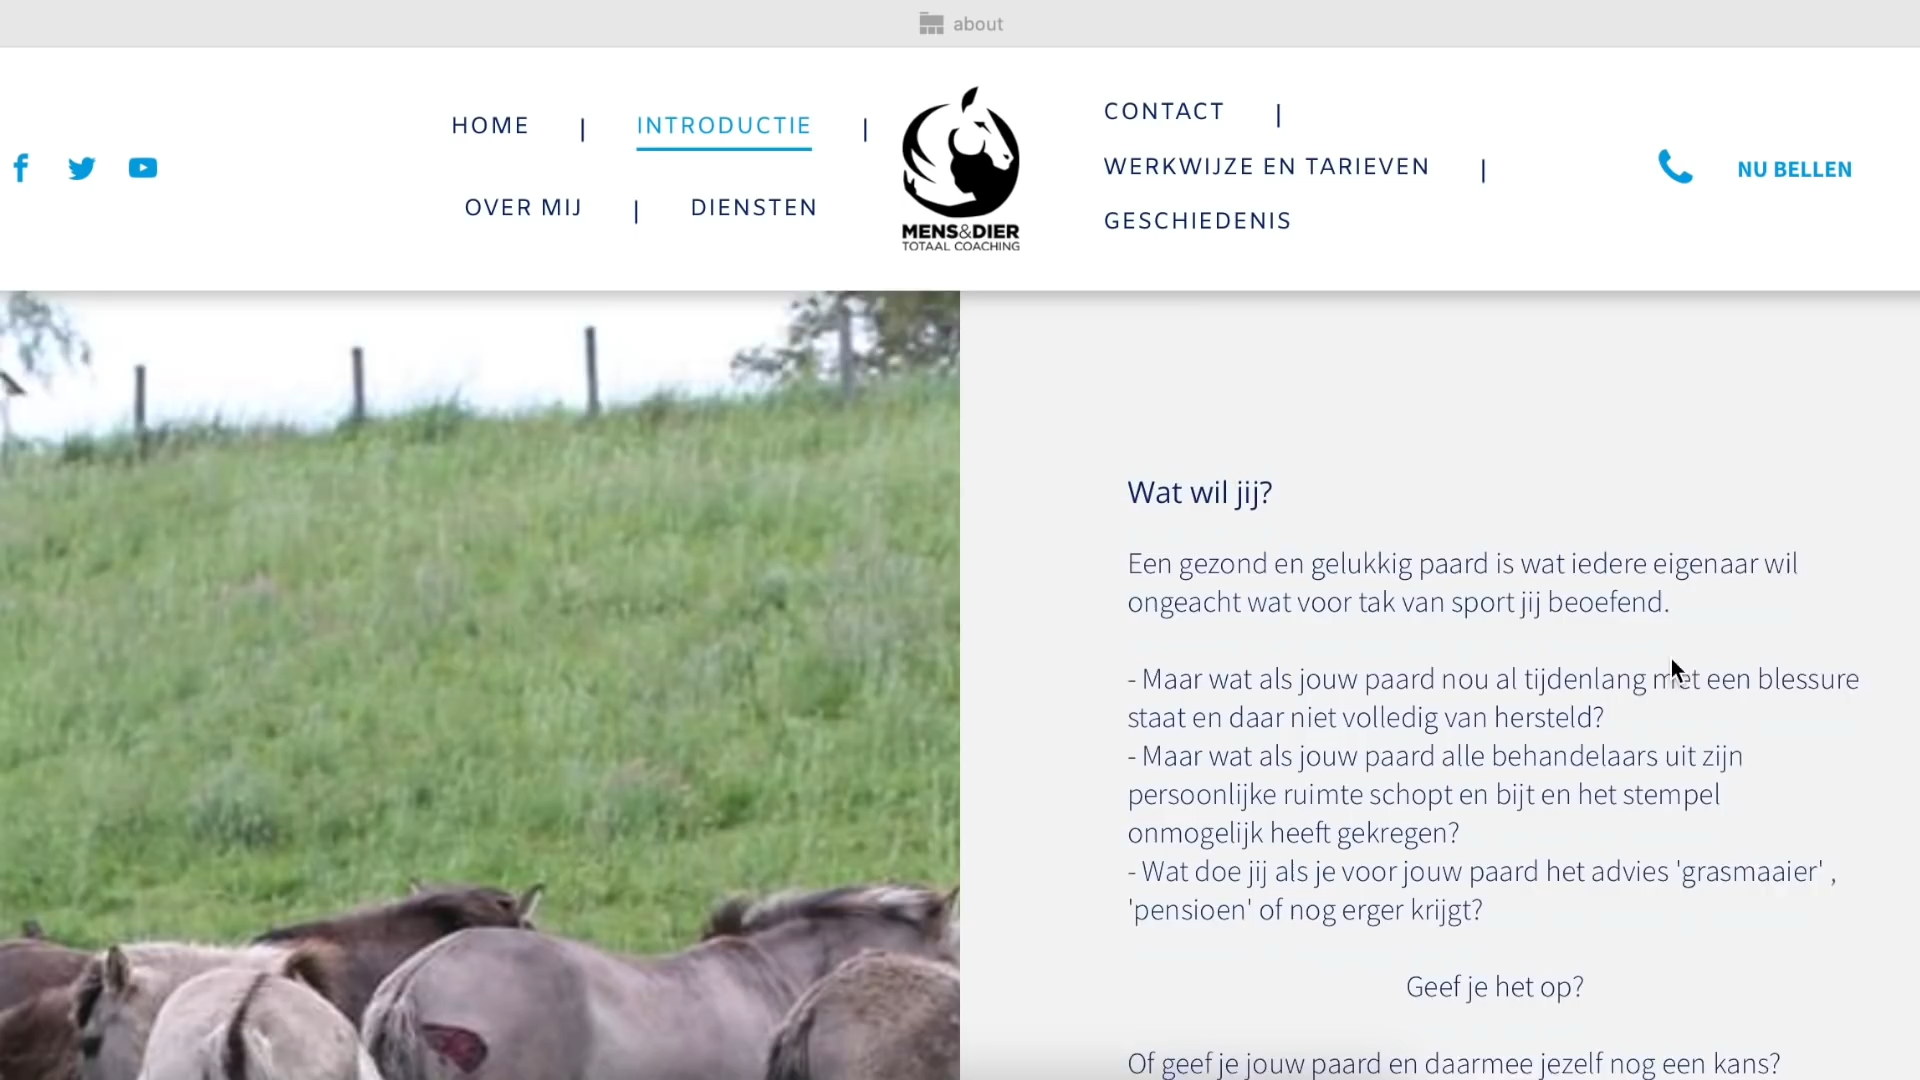 about
HOME | INTRODUCTIE |
OVER MIJ | DIENSTEN
MENS&DIER
TOTAAL COACHING
CONTACT |
WERKWIJZE EN TARIEVEN |
GESCHIEDENIS
NU BELLEN
Wat wil jij?
Een gezond en gelukkig paard is wat iedere eigenaar wil
ongeacht wat voor tak van sport jij beoefend.
- Maar wat als jouw paard nou al tijdenlang met een blessure
staat en daar niet volledig van hersteld?
- Maar wat als jouw paard alle behandelaars uit zijn
persoonlijke ruimte schopt en bijt en het stempel
onmogelijk heeft gekregen?
- Wat doe jij als je voor jouw paard het advies 'grasmaaier' ,
'pensioen' of nog erger krijgt?
Geef je het op?
Of geef je jouw paard en daarmee jezelf nog een kans?